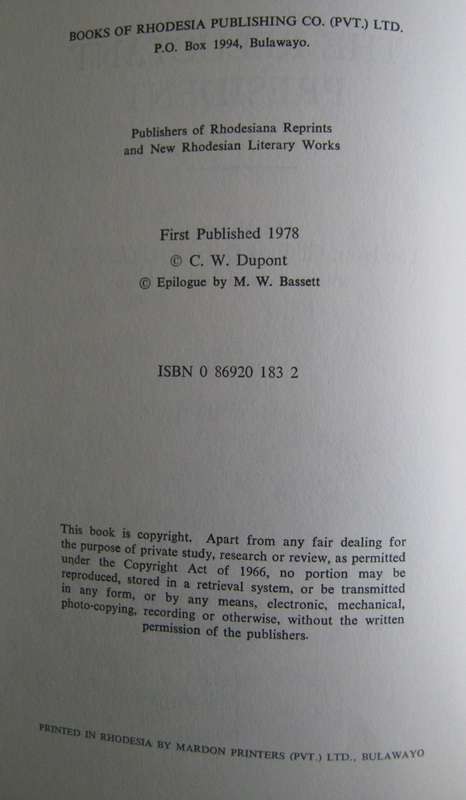 BOOKS OF RHODESIA PUBLISHING CO. (PVT.) LTD.
P.O. Box 1994, Bulawayo.
Publishers of Rhodesiana Reprints
and New Rhodesian Literary Works
First Published 1978
© C. W. Dupont
© Epilogue by M. W. Bassett
ISBN 0 86920 183 2
This book is copyright. Apart from any fair dealing for
the purpose of private study, research or review, as permitted
under the Copyright Act of 1966, no portion may be
reproduced, stored in a retrieval system, or be transmitted
in any form, or by any means, electronic, mechanical,
photo-copying, recording or otherwise, without the written
permission of the publishers.
PRINTED IN RHODESIA BY MARDON PRINTERS (PVT.) LTD., BULAWAYO